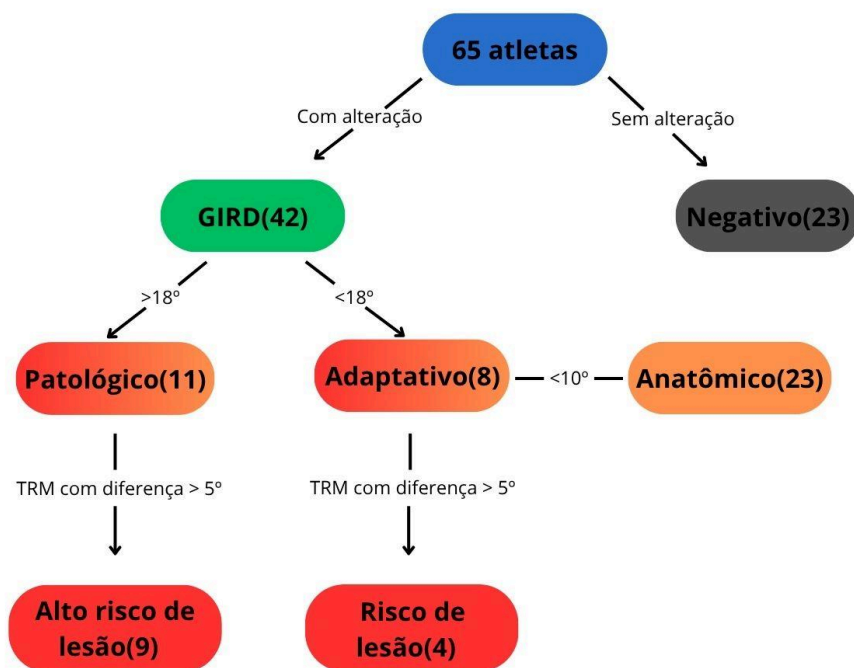 65 atletas
Com alteração
Sem alteração
GIRD(42)
Negativo(23)
>18º
<18º
Patológico(11)
Adaptativo(8)
<10º
Anatômico(23)
TRM com diferença > 5º
TRM com diferença > 5º
Alto risco de
lesão(9)
Risco de
lesão(4)